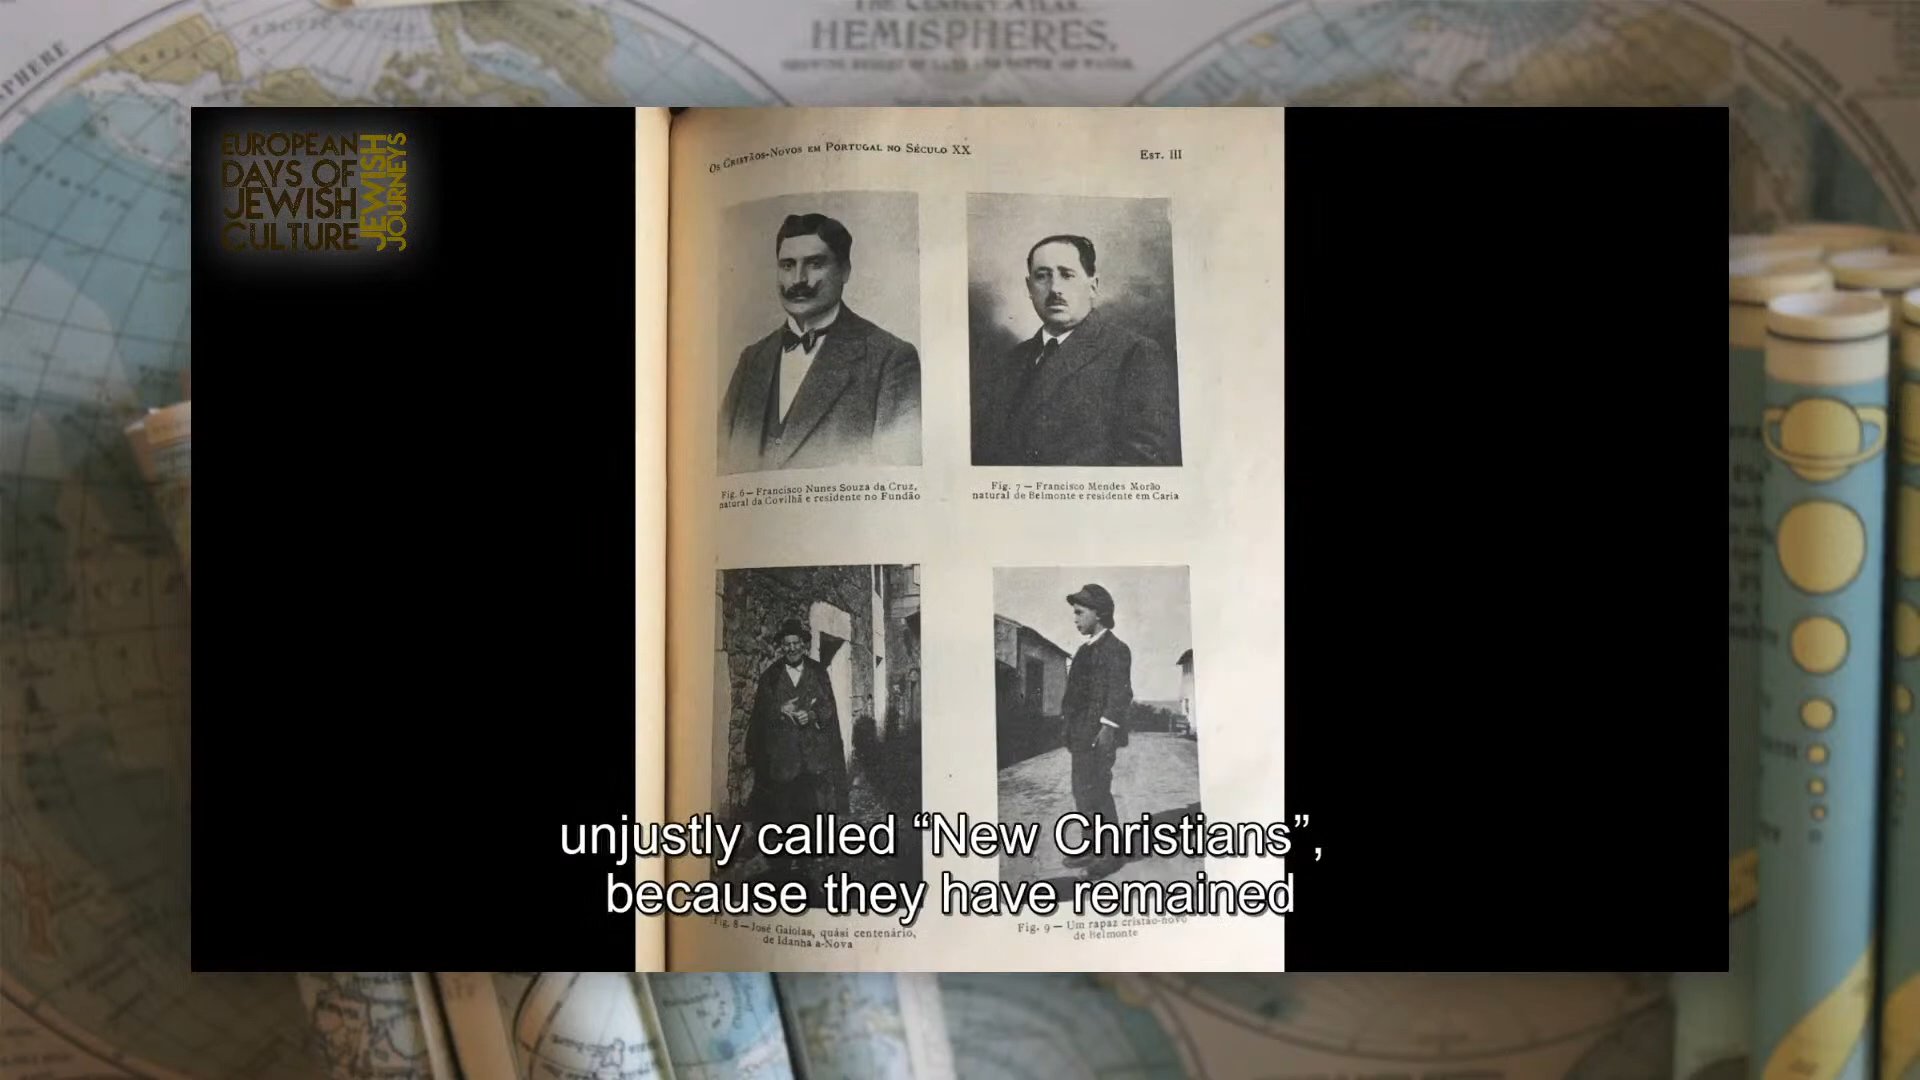 THE CENTURY ATLAS.
HEMISPHERES,
EUROPEAN
DAYS OF
JEWISH
CULTURE
JEWISH
JOURNEYS
OS CRISTÃOS-NOVOS EM PORTUGAL NO SÉCULO XX
EST. III
Fig. 6 — Francisco Nunes Souza da Cruz,
natural da Covilhã e residente no Fundão
Fig. 7 — Francisco Mendes Morão
natural de Belmonte e residente em Caria
unjustly called “New Christians”,
because they have remained
Fig. 8 — José Gaiolas, quási centenário,
de Idanha a-Nova
Fig. 9 — Um rapaz cristão-novo
de Belmonte